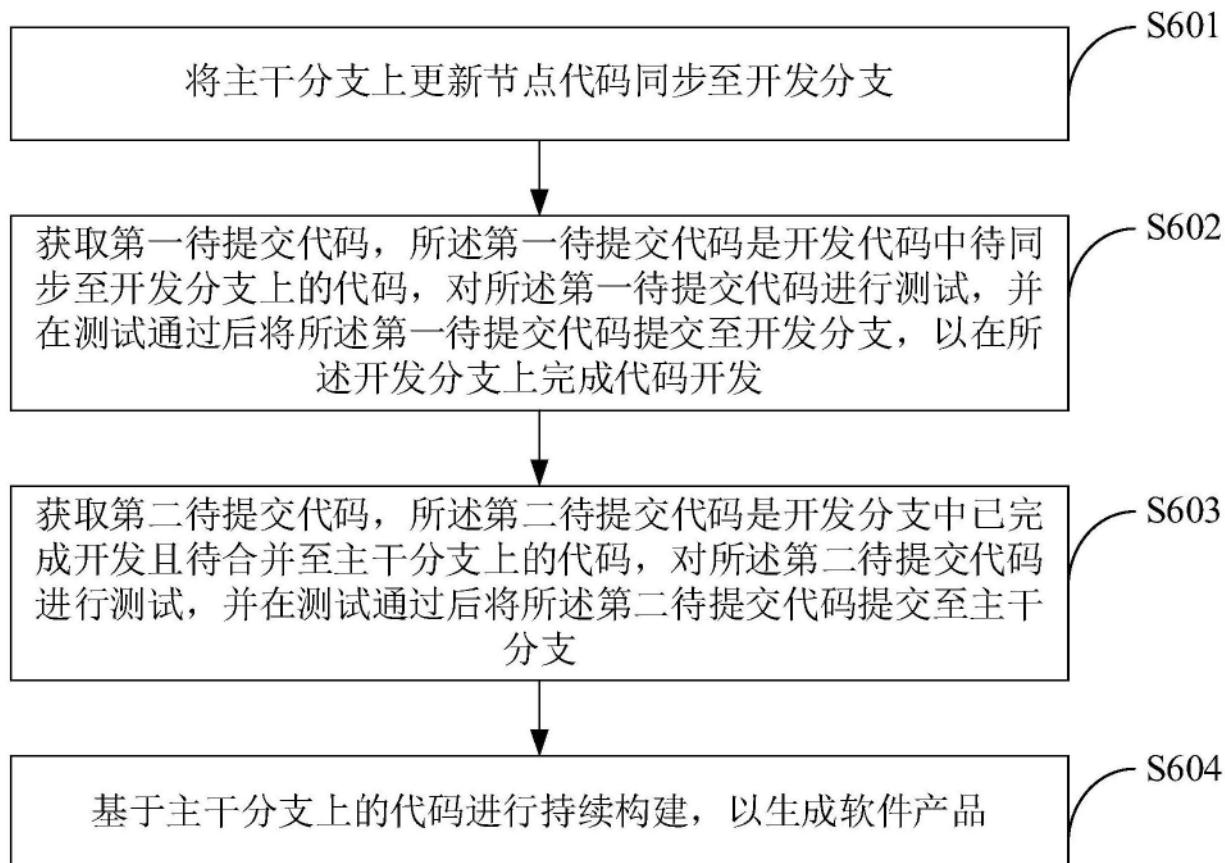 S601
将主干分支上更新节点代码同步至开发分支
S602
获取第一待提交代码，所述第一待提交代码是开发代码中待同
步至开发分支上的代码，对所述第一待提交代码进行测试，并
在测试通过后将所述第一待提交代码提交至开发分支，以在所
述开发分支上完成代码开发
S603
获取第二待提交代码，所述第二待提交代码是开发分支中已完
成开发且待合并至主干分支上的代码，对所述第二待提交代码
进行测试，并在测试通过后将所述第二待提交代码提交至主干
分支
S604
基于主干分支上的代码进行持续构建，以生成软件产品